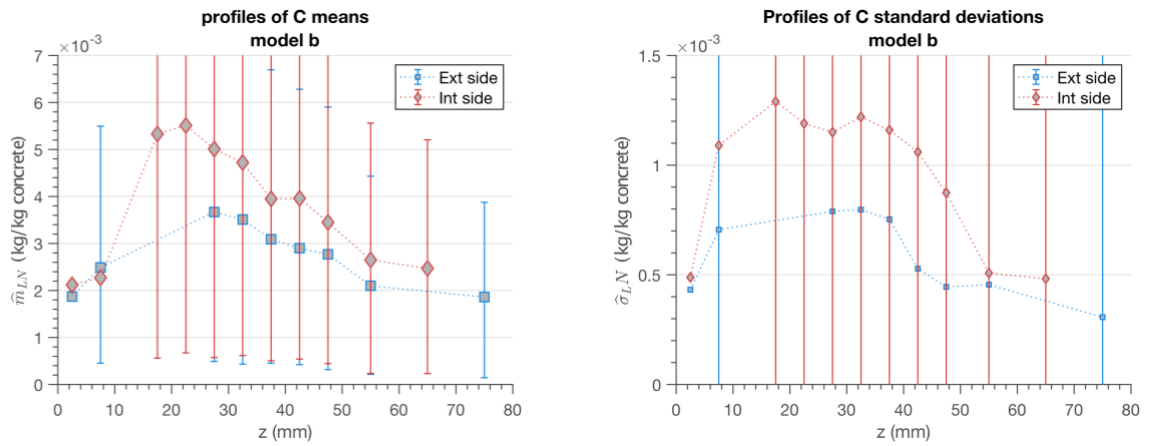 profiles of C means
model b
×10⁻³
7
6
5
4
3
2
1
0
0 10 20 30 40 50 60 70 80
z (mm)
m̂_LN (kg/kg concrete)
Ext side
Int side
Profiles of C standard deviations
model b
×10⁻³
1.5
1
0.5
0
0 10 20 30 40 50 60 70 80
z (mm)
σ̂_LN (kg/kg concrete)
Ext side
Int side